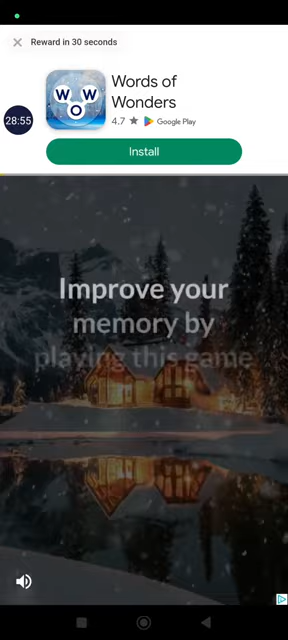 Reward in 30 seconds
Words of
Wonders
4.7 ★ Google Play
28:55
Install
Improve your
memory by
playing this game